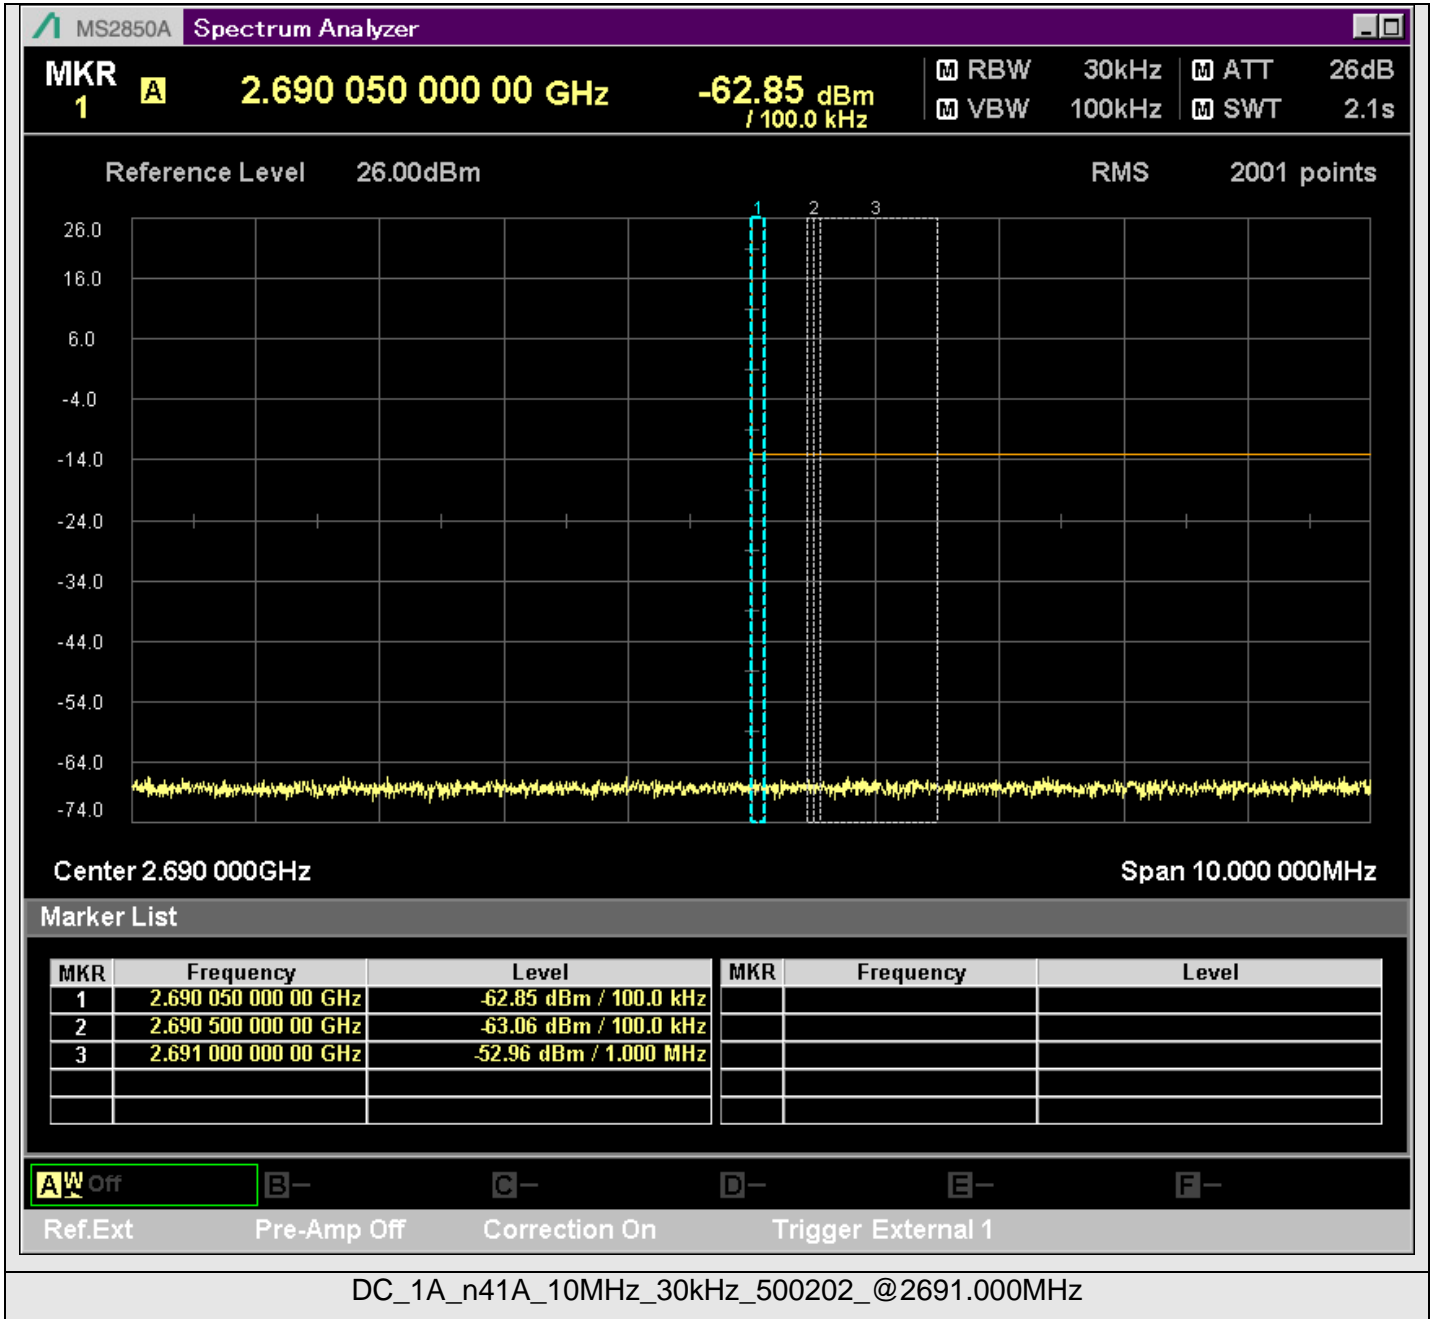 MS2850A Spectrum Analyzer
MKR 1 A 2.690 050 000 00 GHz -62.85 dBm / 100.0 kHz
M RBW 30kHz M ATT 26dB
M VBW 100kHz M SWT 2.1s
Reference Level 26.00dBm RMS 2001 points
1 2 3
26.0
16.0
6.0
-4.0
-14.0
-24.0
-34.0
-44.0
-54.0
-64.0
-74.0
Center 2.690 000GHz Span 10.000 000MHz
Marker List
MKR Frequency Level MKR Frequency Level
1 2.690 050 000 00 GHz -62.85 dBm / 100.0 kHz
2 2.690 500 000 00 GHz -63.06 dBm / 100.0 kHz
3 2.691 000 000 00 GHz -52.96 dBm / 1.000 MHz
A W Off B C D E F
Ref.Ext Pre-Amp Off Correction On Trigger External 1
DC_1A_n41A_10MHz_30kHz_500202_@2691.000MHz